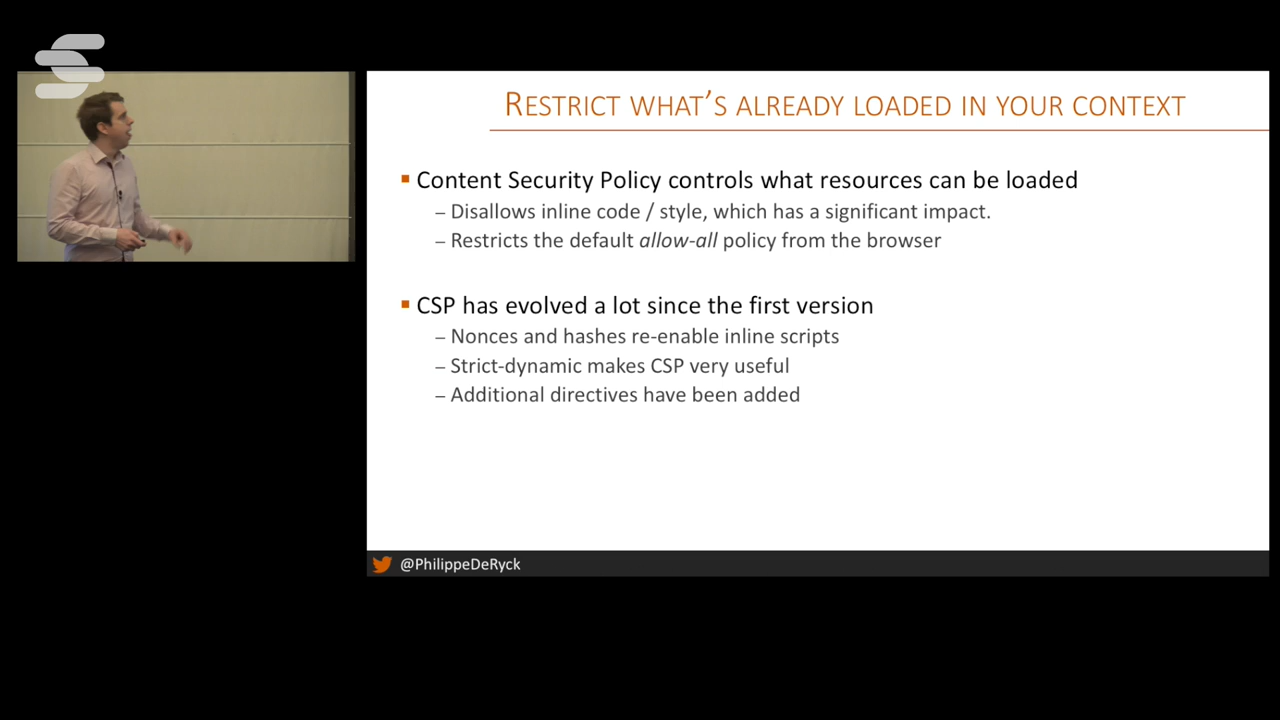 RESTRICT WHAT'S ALREADY LOADED IN YOUR CONTEXT
▪ Content Security Policy controls what resources can be loaded
– Disallows inline code / style, which has a significant impact.
– Restricts the default allow-all policy from the browser
▪ CSP has evolved a lot since the first version
– Nonces and hashes re-enable inline scripts
– Strict-dynamic makes CSP very useful
– Additional directives have been added
@PhilippeDeRyck